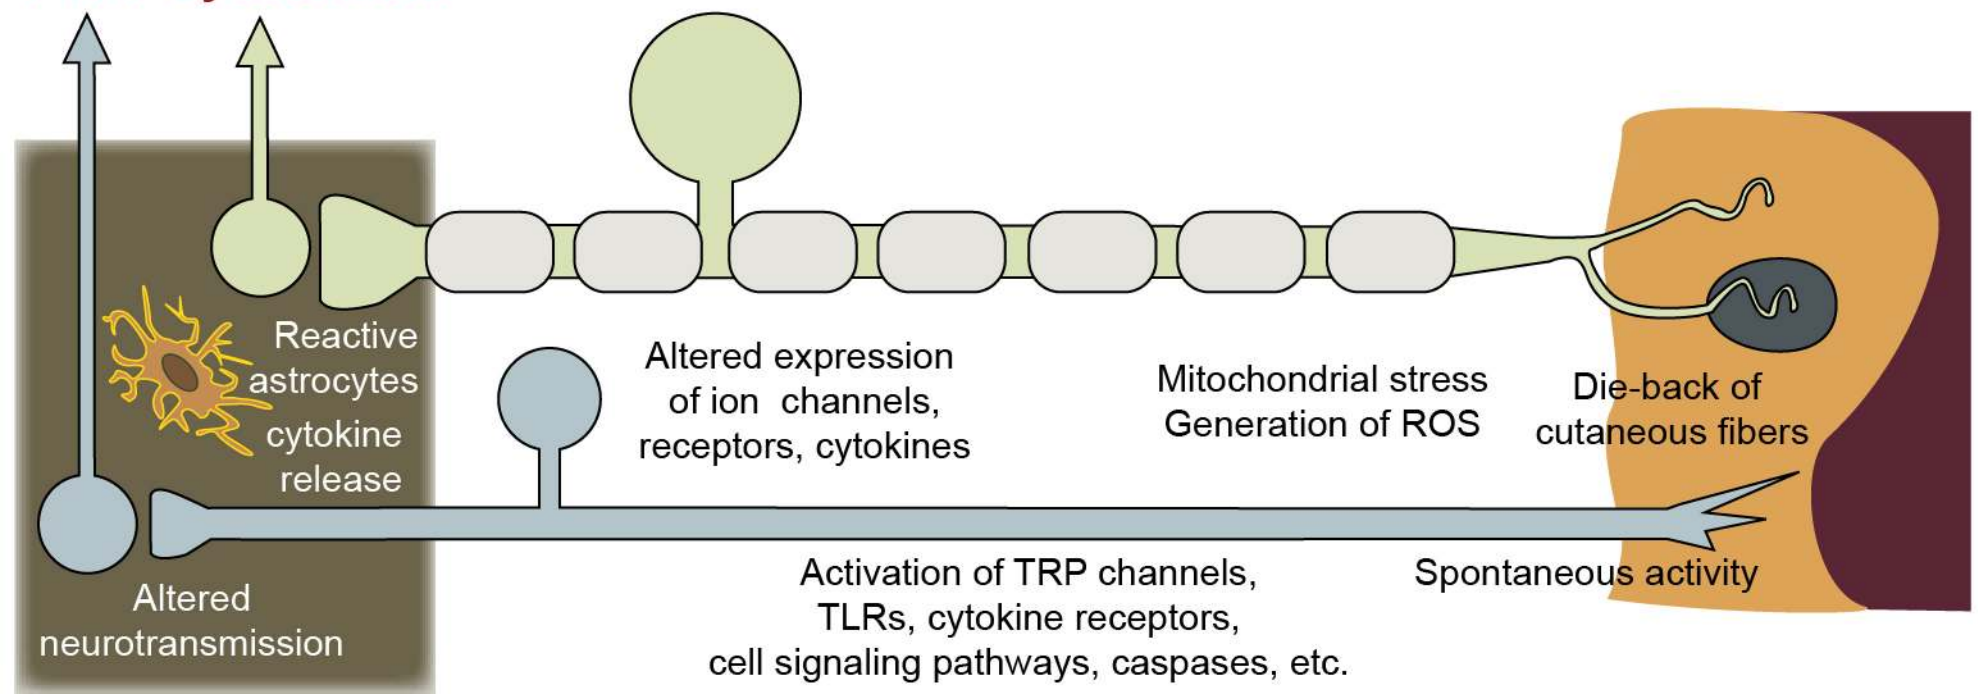 Reactive
astrocytes
cytokine
release
Altered expression
of ion channels,
receptors, cytokines
Mitochondrial stress
Generation of ROS
Die-back of
cutaneous fibers
Altered
neurotransmission
Activation of TRP channels,
TLRs, cytokine receptors,
cell signaling pathways, caspases, etc.
Spontaneous activity